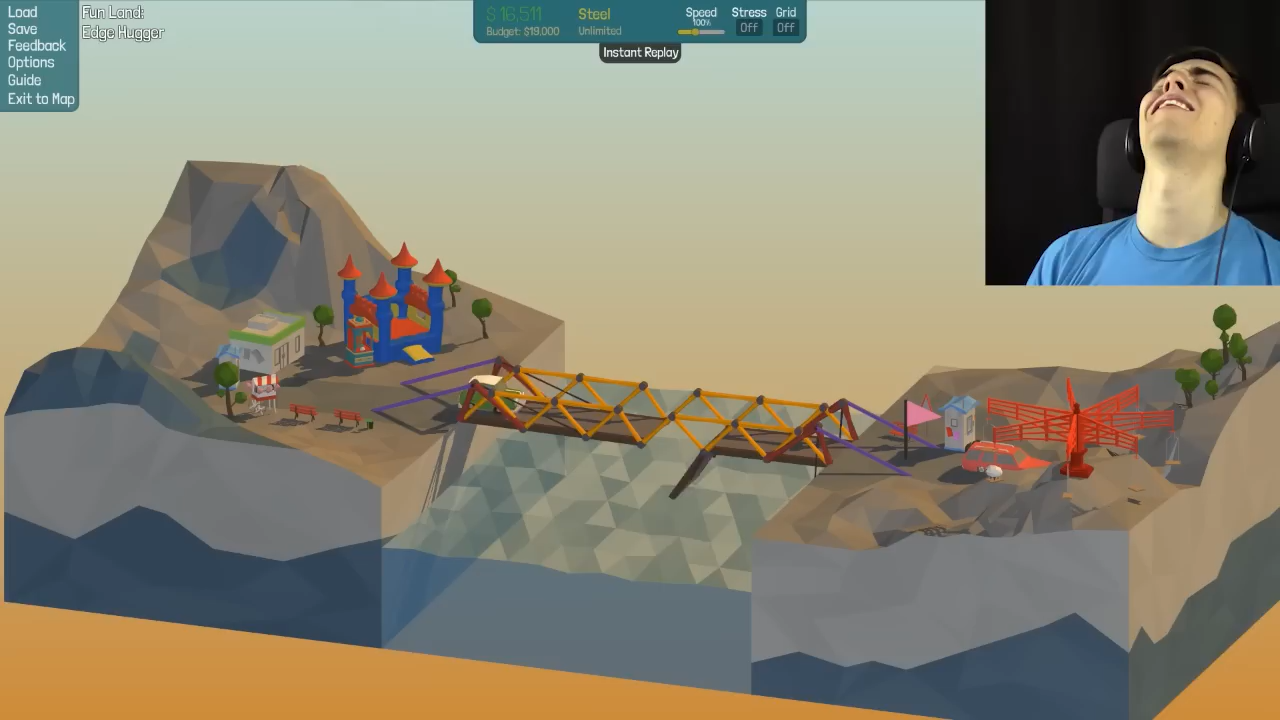 Load
Save
Feedback
Options
Guide
Exit to Map
Fun Land:
Edge Hugger
$16,511
Budget: $19,000
Steel
Unlimited
Speed
100%
Stress
Off
Grid
Off
Instant Replay